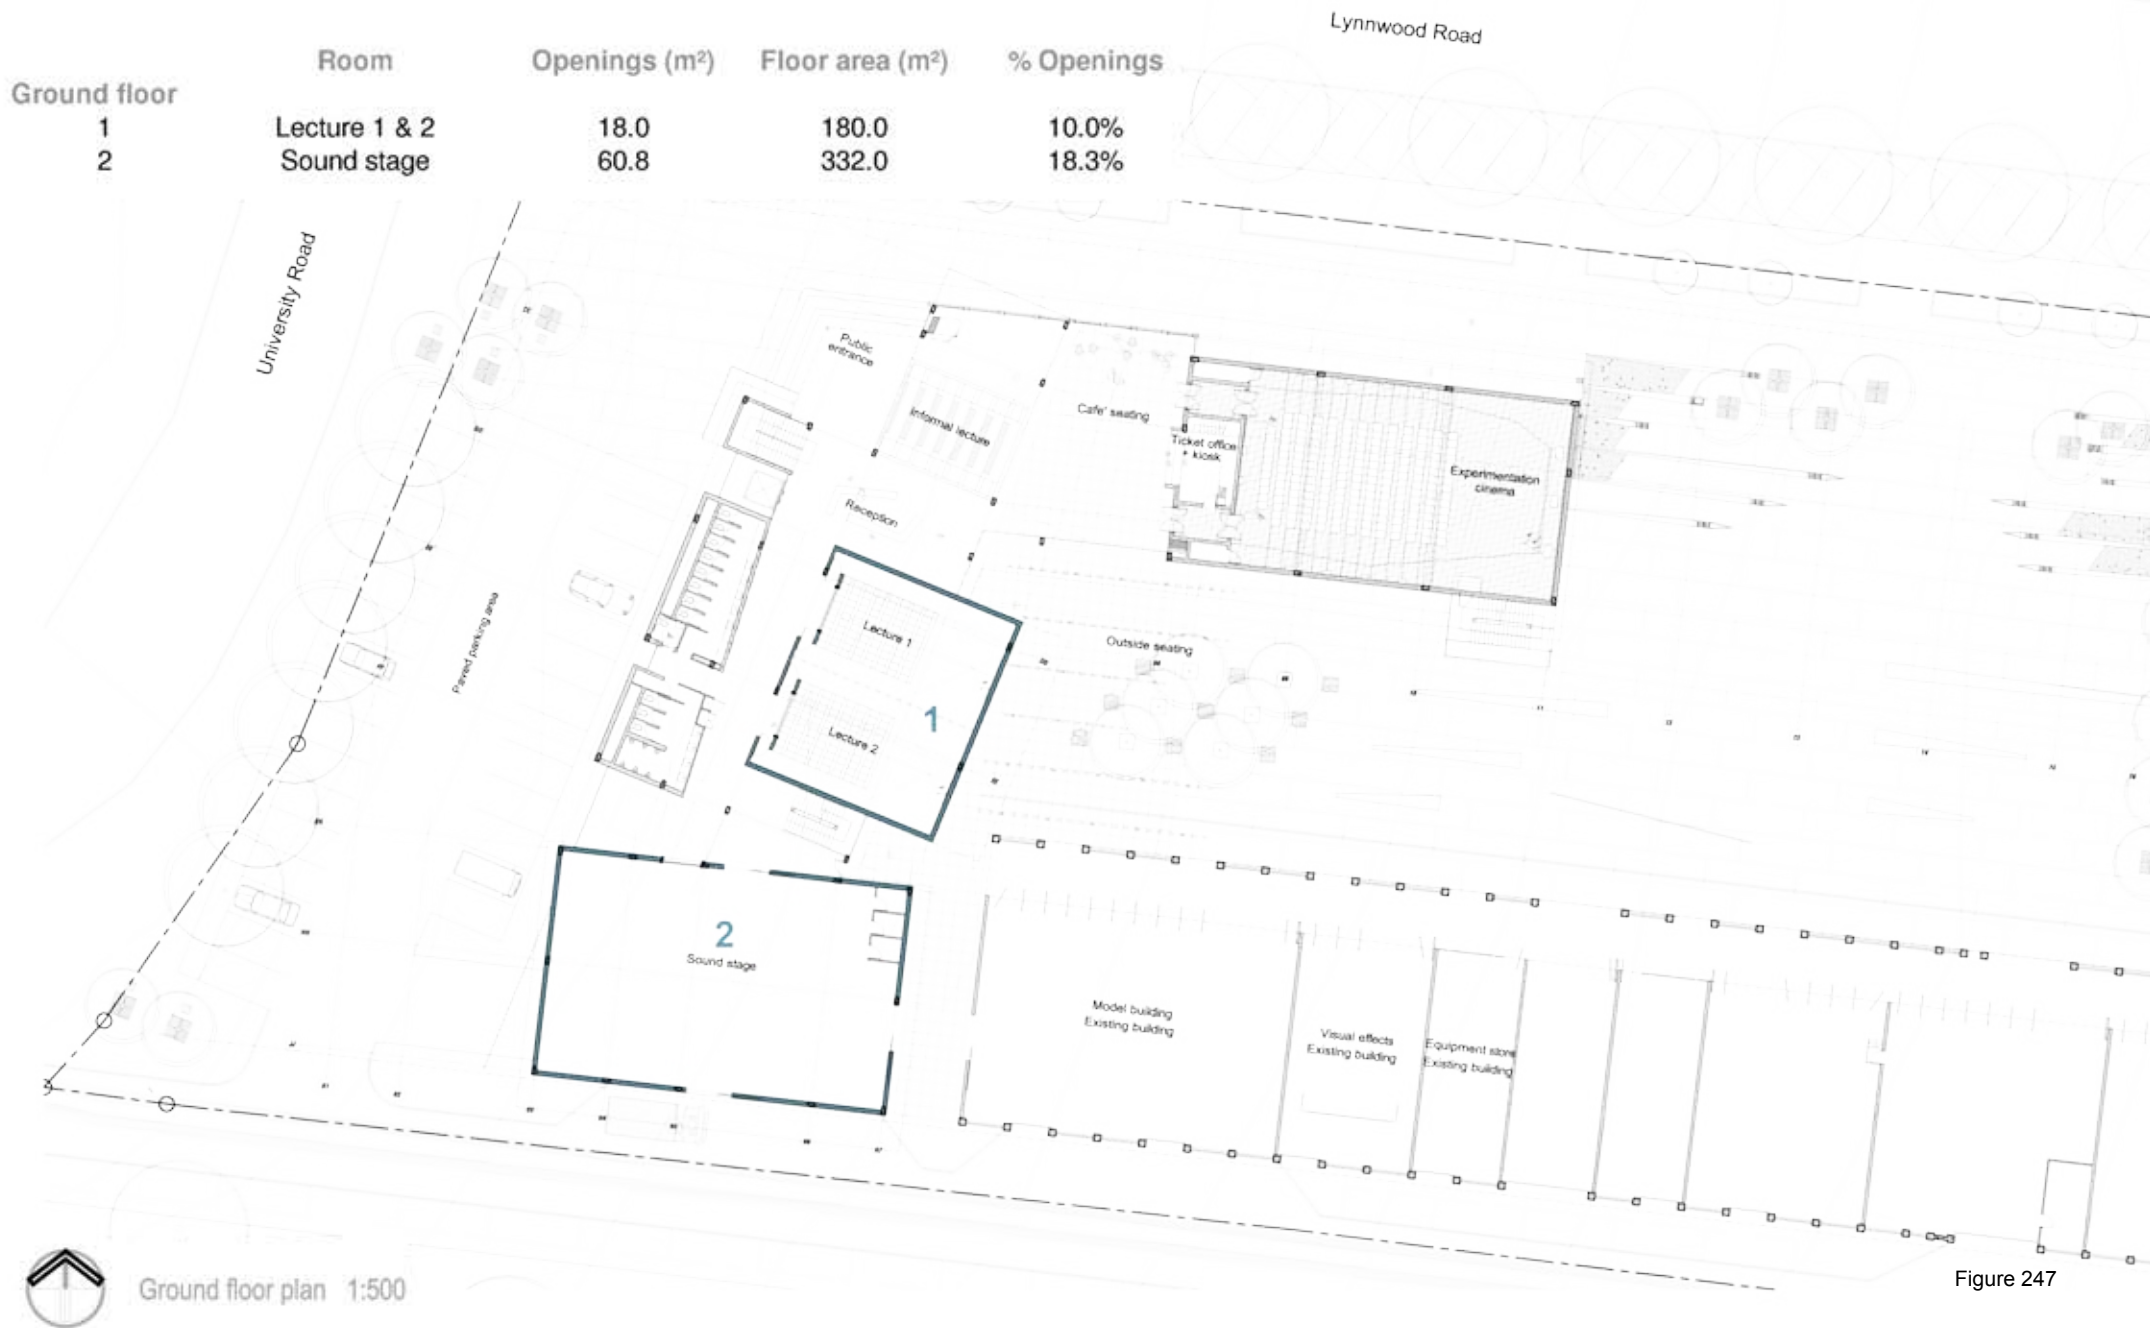 Lynnwood Road
Room Openings (m²) Floor area (m²) % Openings
Ground floor
1 Lecture 1 & 2 18.0 180.0 10.0%
2 Sound stage 60.8 332.0 18.3%
University Road
Public
entrance
Informal lecture
Cafe' seating
Ticket office
+ kiosk
Experimentation
cinema
Reception
Paved parking area
Lecture 1
Outside seating
1
Lecture 2
2
Sound stage
Model building
Existing building
Visual effects
Existing building
Equipment store
Existing building
Ground floor plan 1:500
Figure 247